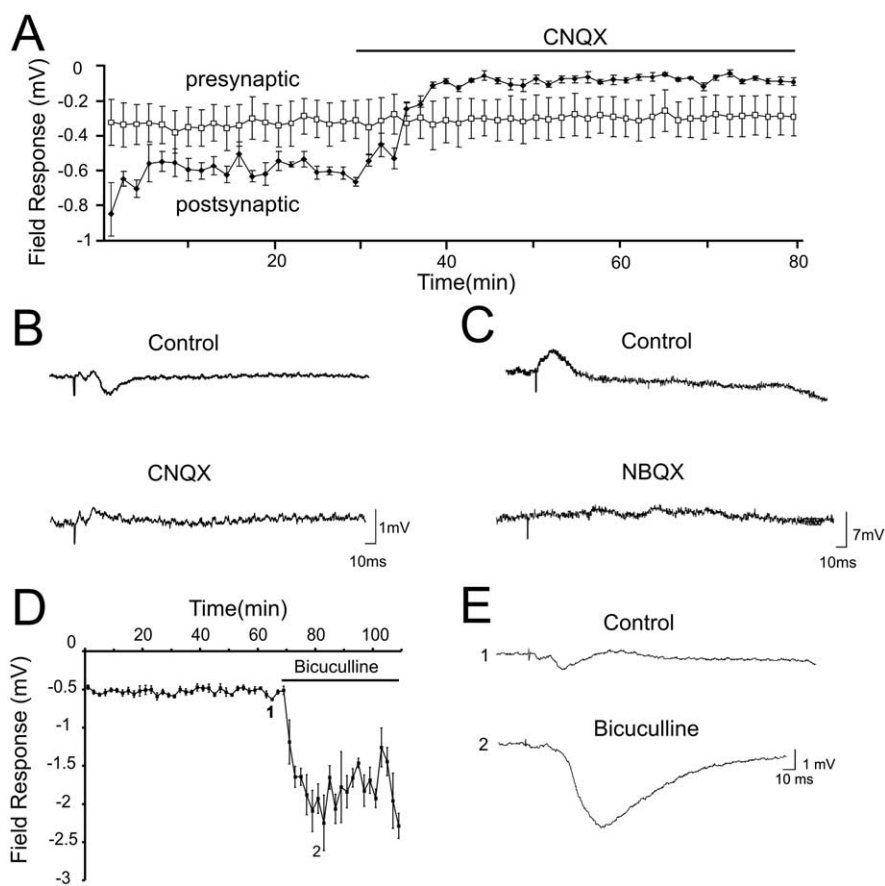 A
CNQX
Field Response (mV)
0
-0.2
-0.4
-0.6
-0.8
-1
presynaptic
postsynaptic
20
40
60
80
Time(min)
B
Control
CNQX
1mV
10ms
C
Control
NBQX
7mV
10ms
D
Time(min)
20
40
60
80
100
Bicuculline
Field Response (mV)
0
-0.5
-1
-1.5
-2
-2.5
-3
1
2
E
Control
1
Bicuculline
2
1 mV
10 ms